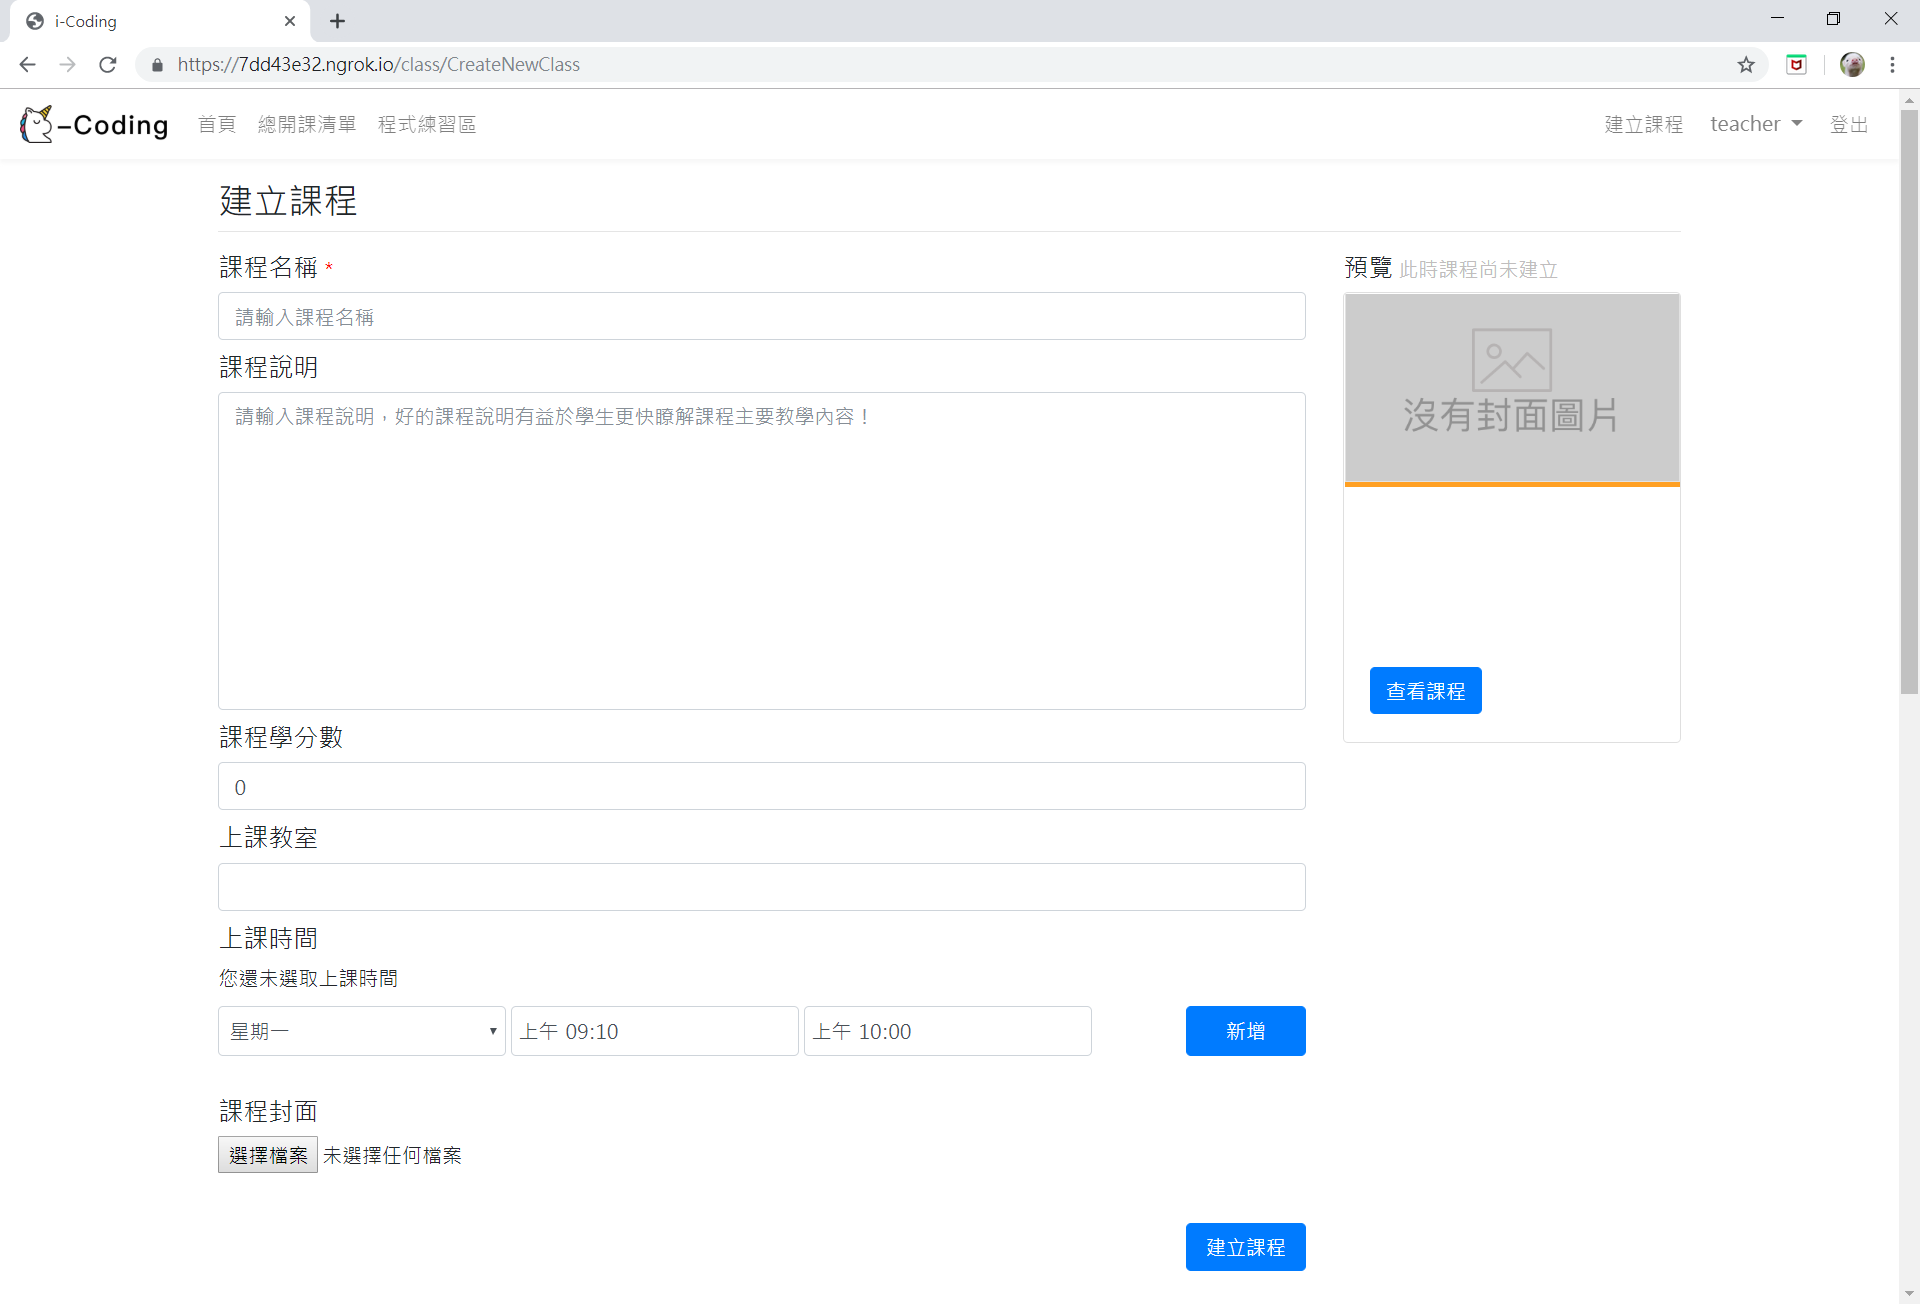 i-Coding
https://7dd43e32.ngrok.io/class/CreateNewClass
-Coding 首頁 總開課清單 程式練習區 建立課程 teacher 登出
建立課程
課程名稱 *
請輸入課程名稱
課程說明
請輸入課程說明，好的課程說明有益於學生更快瞭解課程主要教學內容！
課程學分數
0
上課教室
上課時間
您還未選取上課時間
星期一 上午 09:10 上午 10:00 新增
課程封面
選擇檔案 未選擇任何檔案
建立課程
預覽 此時課程尚未建立
沒有封面圖片
查看課程